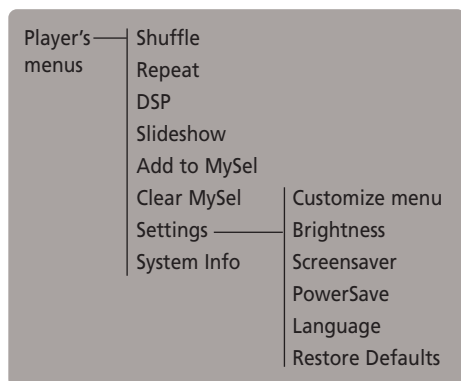 Player’s
menus
Shuffle
Repeat
DSP
Slideshow
Add to MySel
Clear MySel
Settings
System Info
Customize menu
Brightness
Screensaver
PowerSave
Language
Restore Defaults